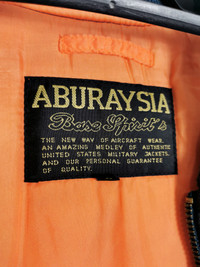 ABURAYSIA
Base Spirit's
THE NEW WAY OF AIRCRAFT WEAR.
AN AMAZING MEDLEY OF AUTHENTIC
UNITED STATES MILITARY JACKETS.
AND OUR PERSONAL GUARANTEE
OF QUALITY.